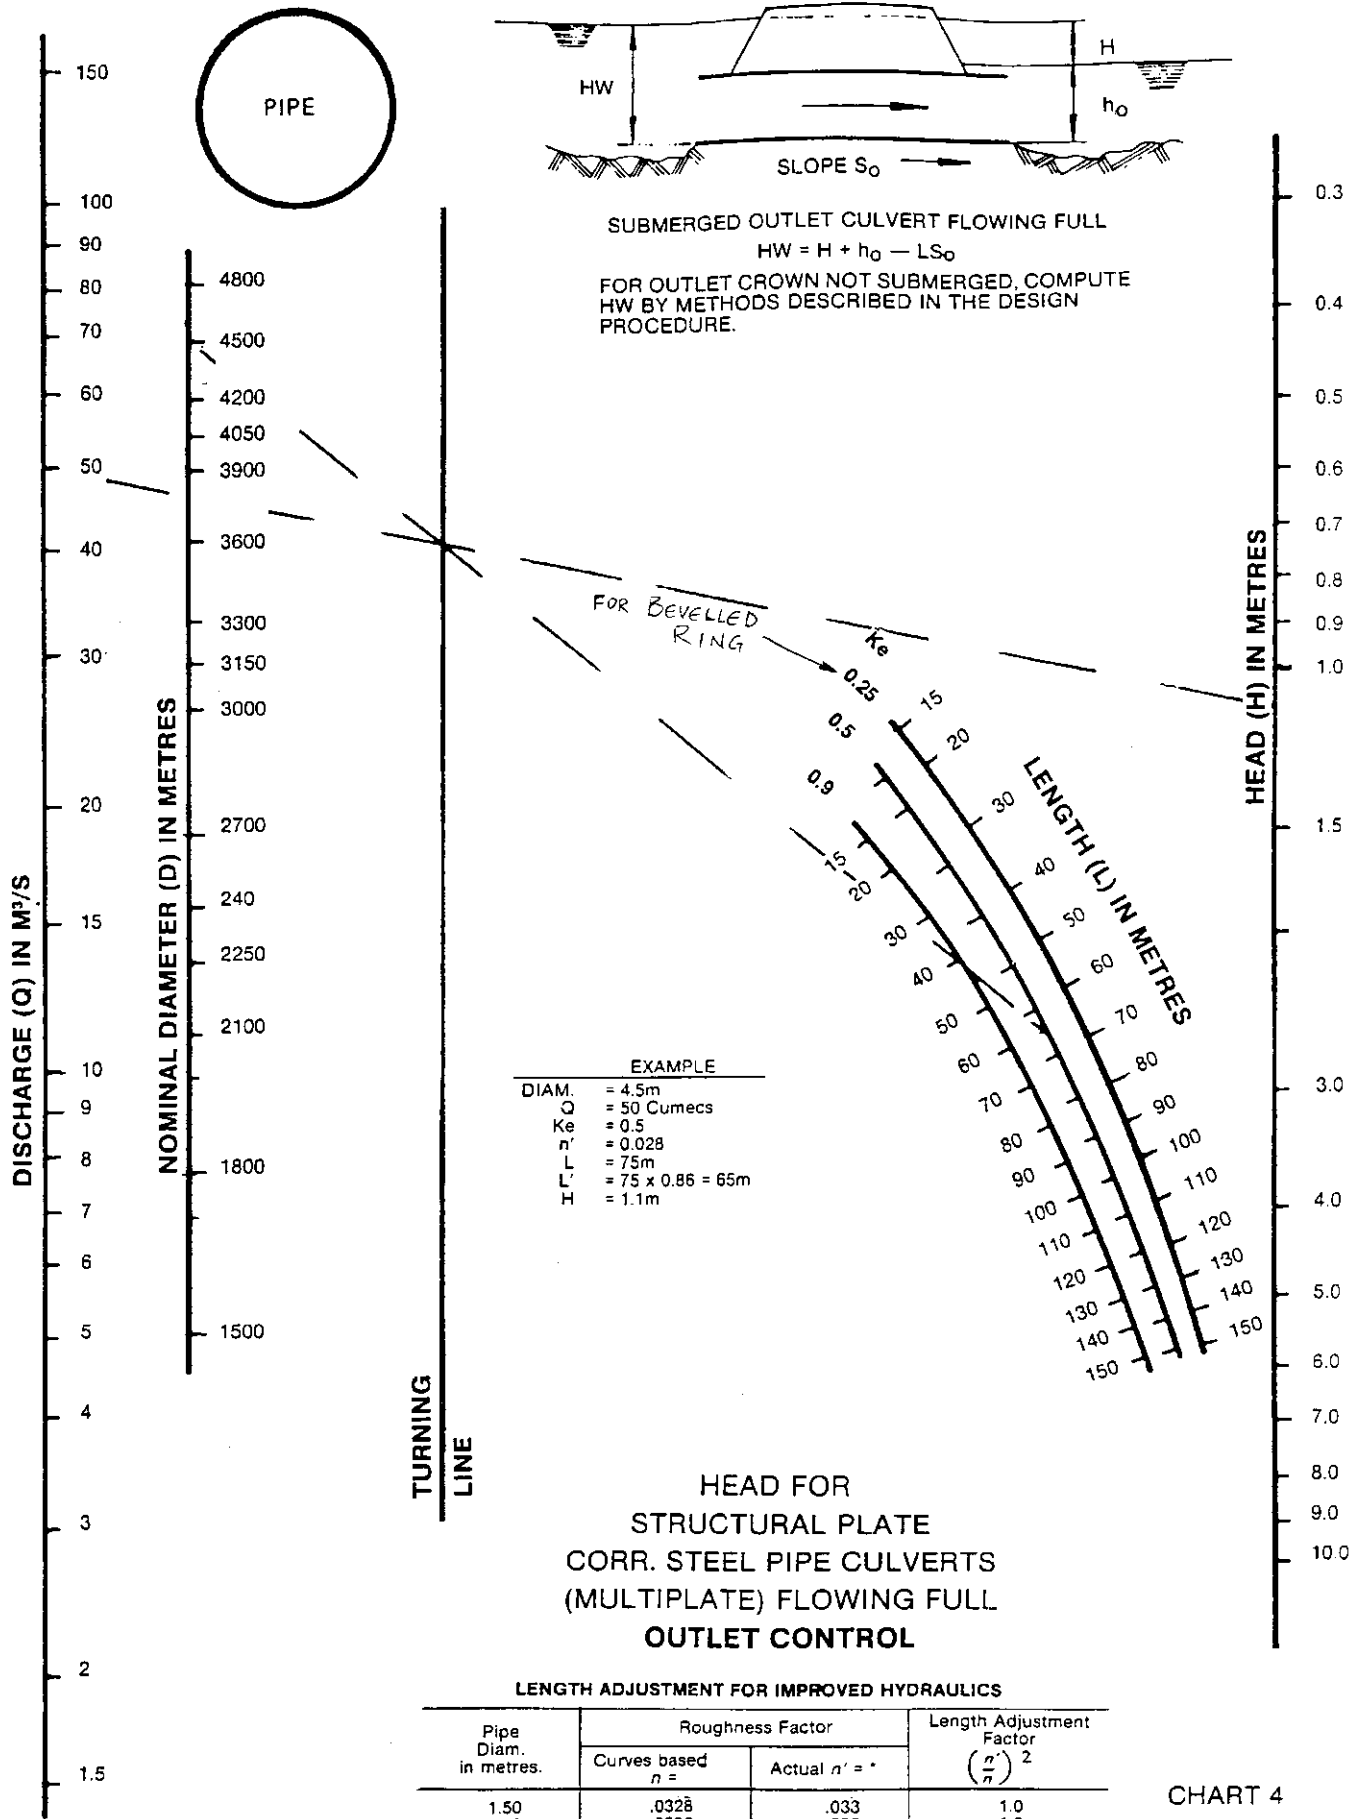 PIPE
HW
H
ho
SLOPE So
SUBMERGED OUTLET CULVERT FLOWING FULL
HW = H + ho — LSo
FOR OUTLET CROWN NOT SUBMERGED, COMPUTE
HW BY METHODS DESCRIBED IN THE DESIGN
PROCEDURE.
DISCHARGE (Q) IN M³/S
150
100
90
80
70
60
50
40
30
20
15
10
9
8
7
6
5
4
3
2
1.5
NOMINAL DIAMETER (D) IN METRES
4800
4500
4200
4050
3900
3600
3300
3150
3000
2700
240
2250
2100
1800
1500
TURNING
LINE
FOR BEVELLED
RING
Ke
0.25
0.5
0.9
15
20
30
40
50
60
70
80
90
100
110
120
130
140
150
LENGTH (L) IN METRES
15
20
30
40
50
60
70
80
90
100
110
120
130
140
150
HEAD (H) IN METRES
0.3
0.4
0.5
0.6
0.7
0.8
0.9
1.0
1.5
3.0
4.0
5.0
6.0
7.0
8.0
9.0
10.0
EXAMPLE
DIAM. = 4.5m
Q = 50 Cumecs
Ke = 0.5
n' = 0.028
L = 75m
L' = 75 x 0.86 = 65m
H = 1.1m
HEAD FOR
STRUCTURAL PLATE
CORR. STEEL PIPE CULVERTS
(MULTIPLATE) FLOWING FULL
OUTLET CONTROL
LENGTH ADJUSTMENT FOR IMPROVED HYDRAULICS
Pipe
Diam.
in metres.
Roughness Factor
Curves based
n =
Actual n' = *
Length Adjustment
Factor
(n'/n)²
1.50 .0328 .033 1.0
CHART 4